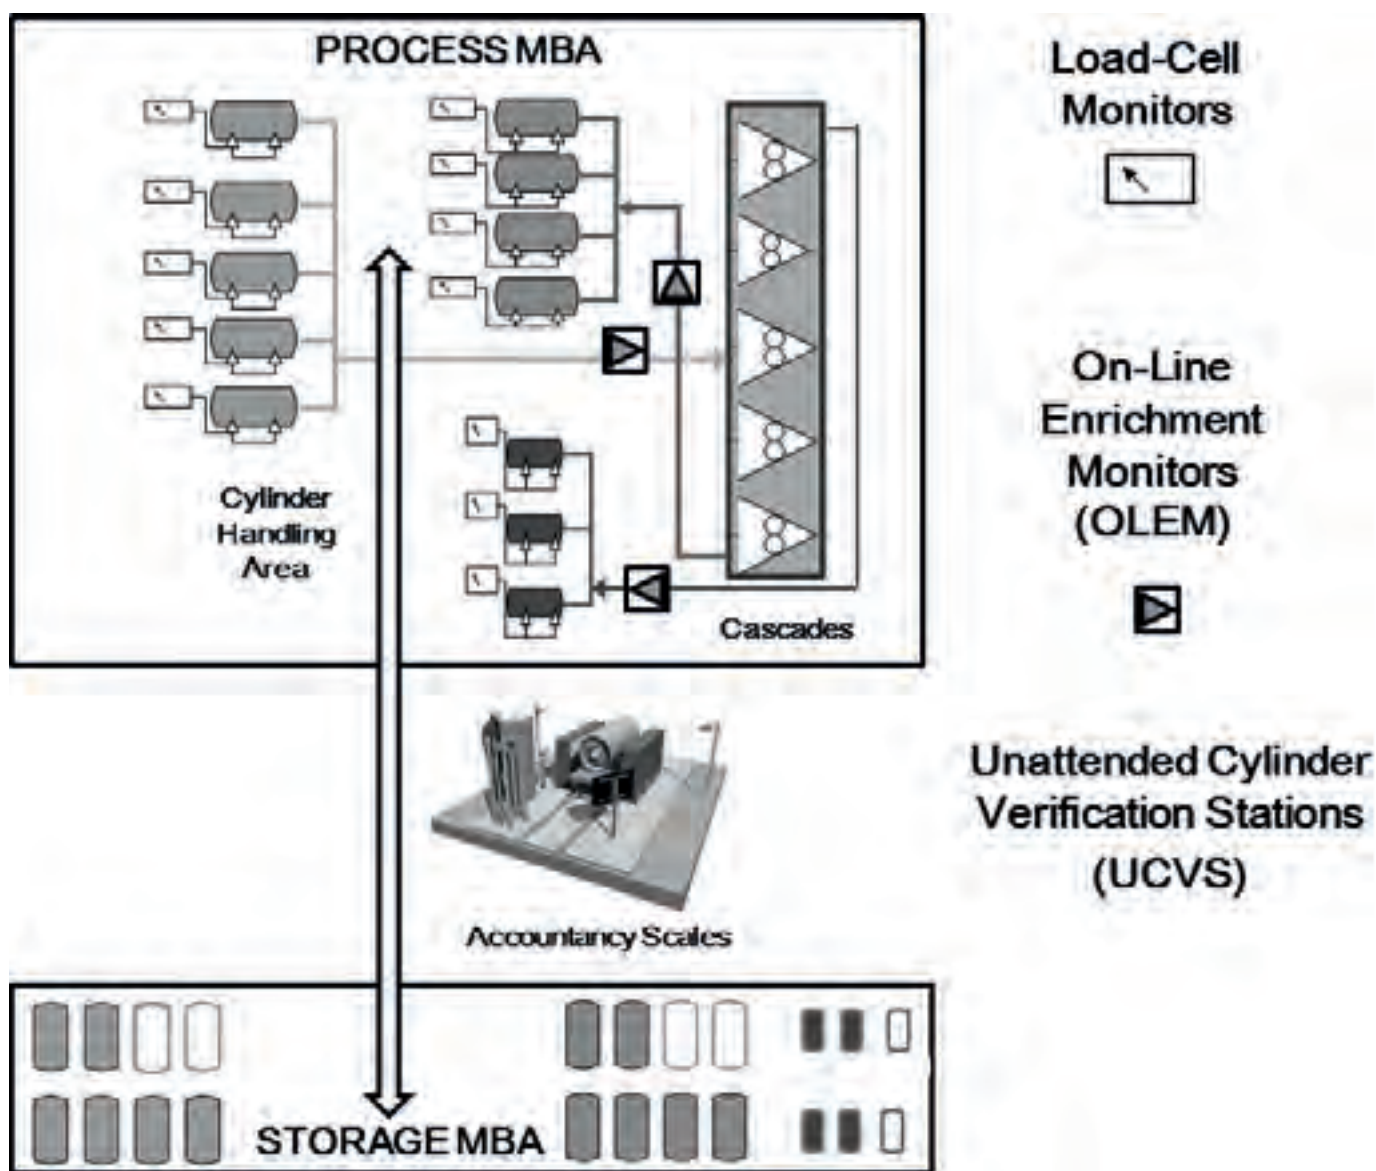 PROCESS MBA
Cylinder
Handling
Area
Cascades
Load-Cell
Monitors
On-Line
Enrichment
Monitors
(OLEM)
Accountancy Scales
Unattended Cylinder
Verification Stations
(UCVS)
STORAGE MBA